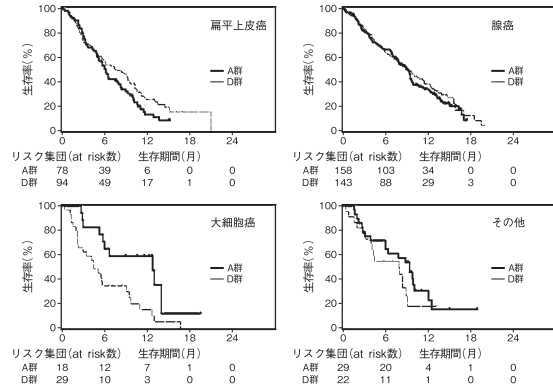 扁平上皮癌
生存率(%)
100
80
60
40
20
0
A群
D群
0 6 12 18 24
リスク集団(at risk数) 生存期間(月)
A群 78 39 6 0 0
D群 94 49 17 1 0
腺癌
生存率(%)
100
80
60
40
20
0
A群
D群
0 6 12 18 24
リスク集団(at risk数) 生存期間(月)
A群 158 103 34 0 0
D群 143 88 29 3 0
大細胞癌
生存率(%)
100
80
60
40
20
0
A群
D群
0 6 12 18 24
リスク集団(at risk数) 生存期間(月)
A群 18 12 7 1 0
D群 29 10 3 0 0
その他
生存率(%)
100
80
60
40
20
0
A群
D群
0 6 12 18 24
リスク集団(at risk数) 生存期間(月)
A群 29 20 4 1 0
D群 22 11 1 0 0